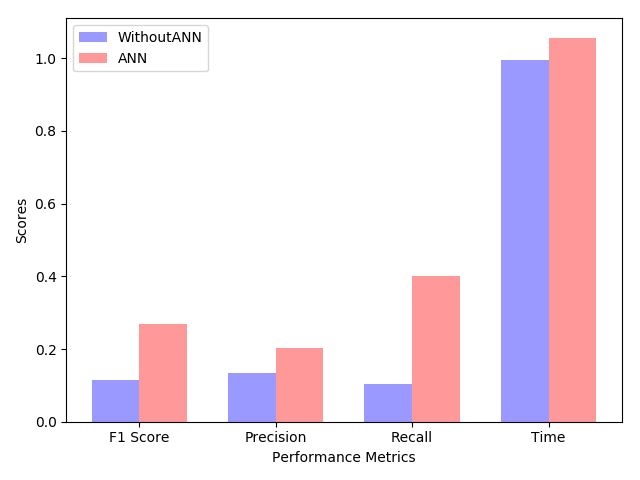 WithoutANN
ANN
1.0
0.8
0.6
0.4
0.2
0.0
Scores
F1 Score Precision Recall Time
Performance Metrics